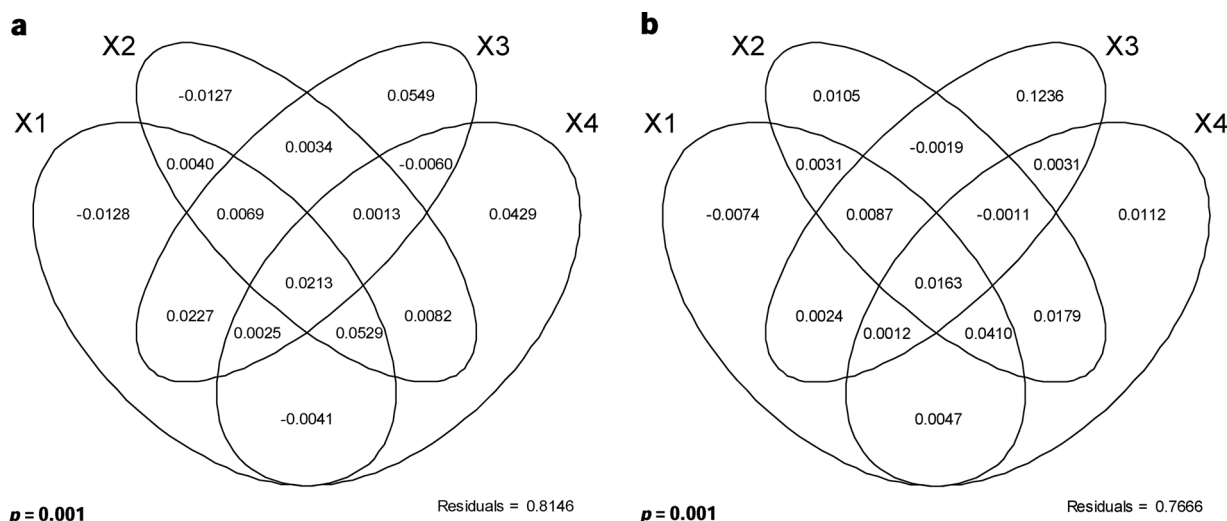 a
X2
X3
X1
X4
-0.0127
0.0549
0.0034
0.0040
-0.0060
-0.0128
0.0069
0.0013
0.0429
0.0213
0.0227
0.0082
0.0025
0.0529
-0.0041
p = 0.001
Residuals = 0.8146
b
X2
X3
X1
X4
0.0105
0.1236
-0.0019
0.0031
0.0031
-0.0074
0.0087
-0.0011
0.0112
0.0163
0.0024
0.0179
0.0012
0.0410
0.0047
p = 0.001
Residuals = 0.7666